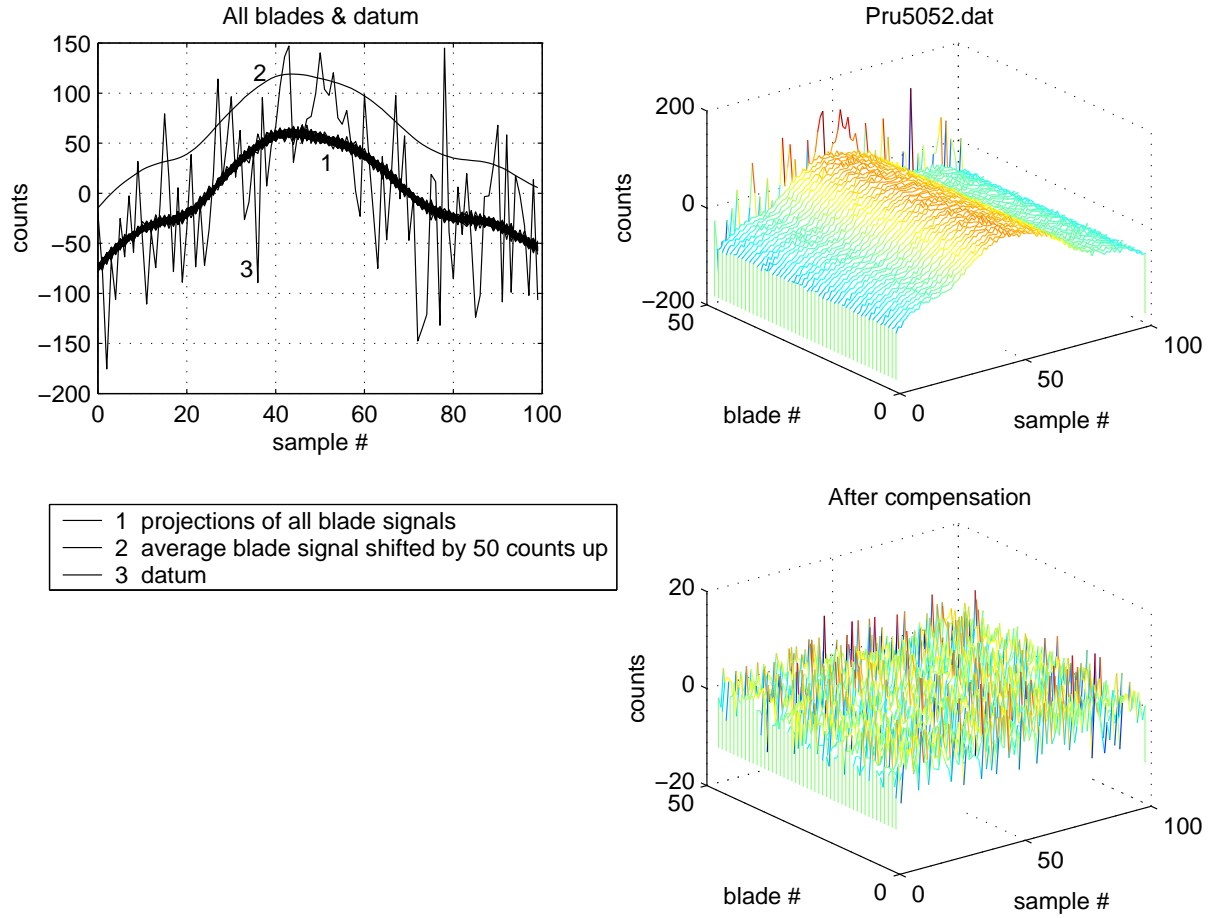 All blades & datum
150
100
50
0
−50
−100
−150
−200
counts
0
20
40
60
80
100
sample #
2
1
3
1 projections of all blade signals
2 average blade signal shifted by 50 counts up
3 datum
Pru5052.dat
200
0
−200
counts
50
0
blade #
0
50
100
sample #
After compensation
20
0
−20
counts
50
0
blade #
0
50
100
sample #